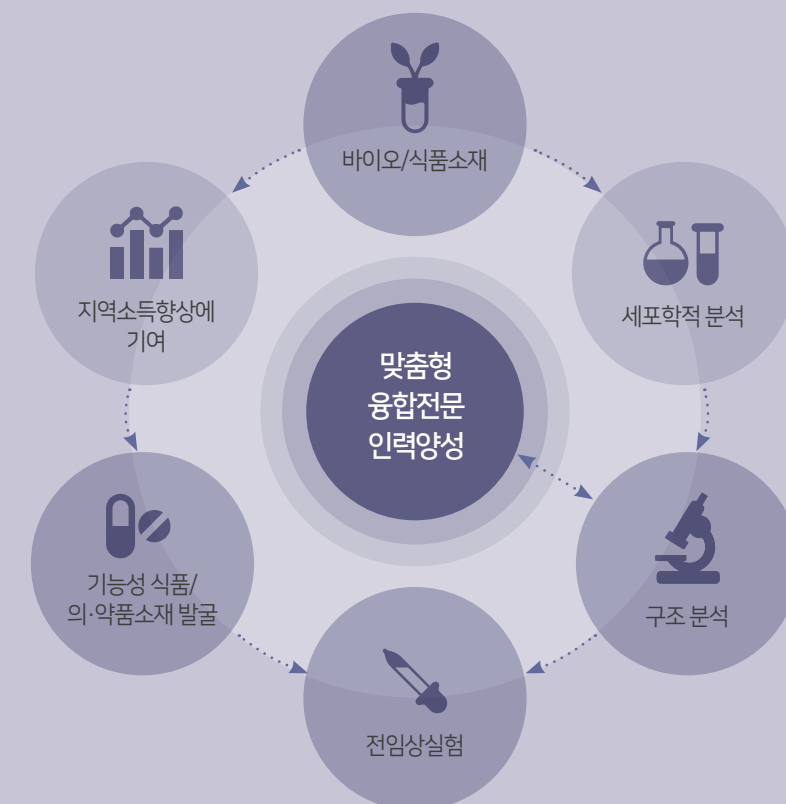 바이오/식품소재
지역소득향상에
기여
세포학적 분석
맞춤형
융합전문
인력양성
기능성 식품/
의·약품소재 발굴
구조 분석
전임상실험